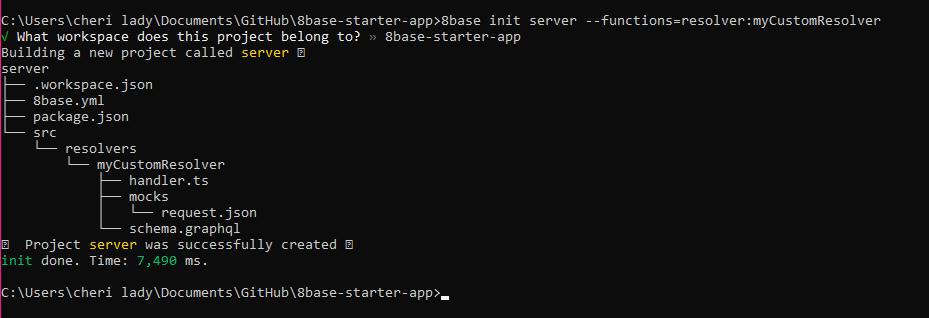 C:\Users\cheri lady\Documents\GitHub\8base-starter-app>8base init server --functions=resolver:myCustomResolver
√ What workspace does this project belong to? » 8base-starter-app
Building a new project called server ⍰
server
├── .workspace.json
├── 8base.yml
├── package.json
└── src
    └── resolvers
        └── myCustomResolver
            ├── handler.ts
            ├── mocks
            │   └── request.json
            └── schema.graphql
⍰  Project server was successfully created ⍰
init done. Time: 7,490 ms.
C:\Users\cheri lady\Documents\GitHub\8base-starter-app>